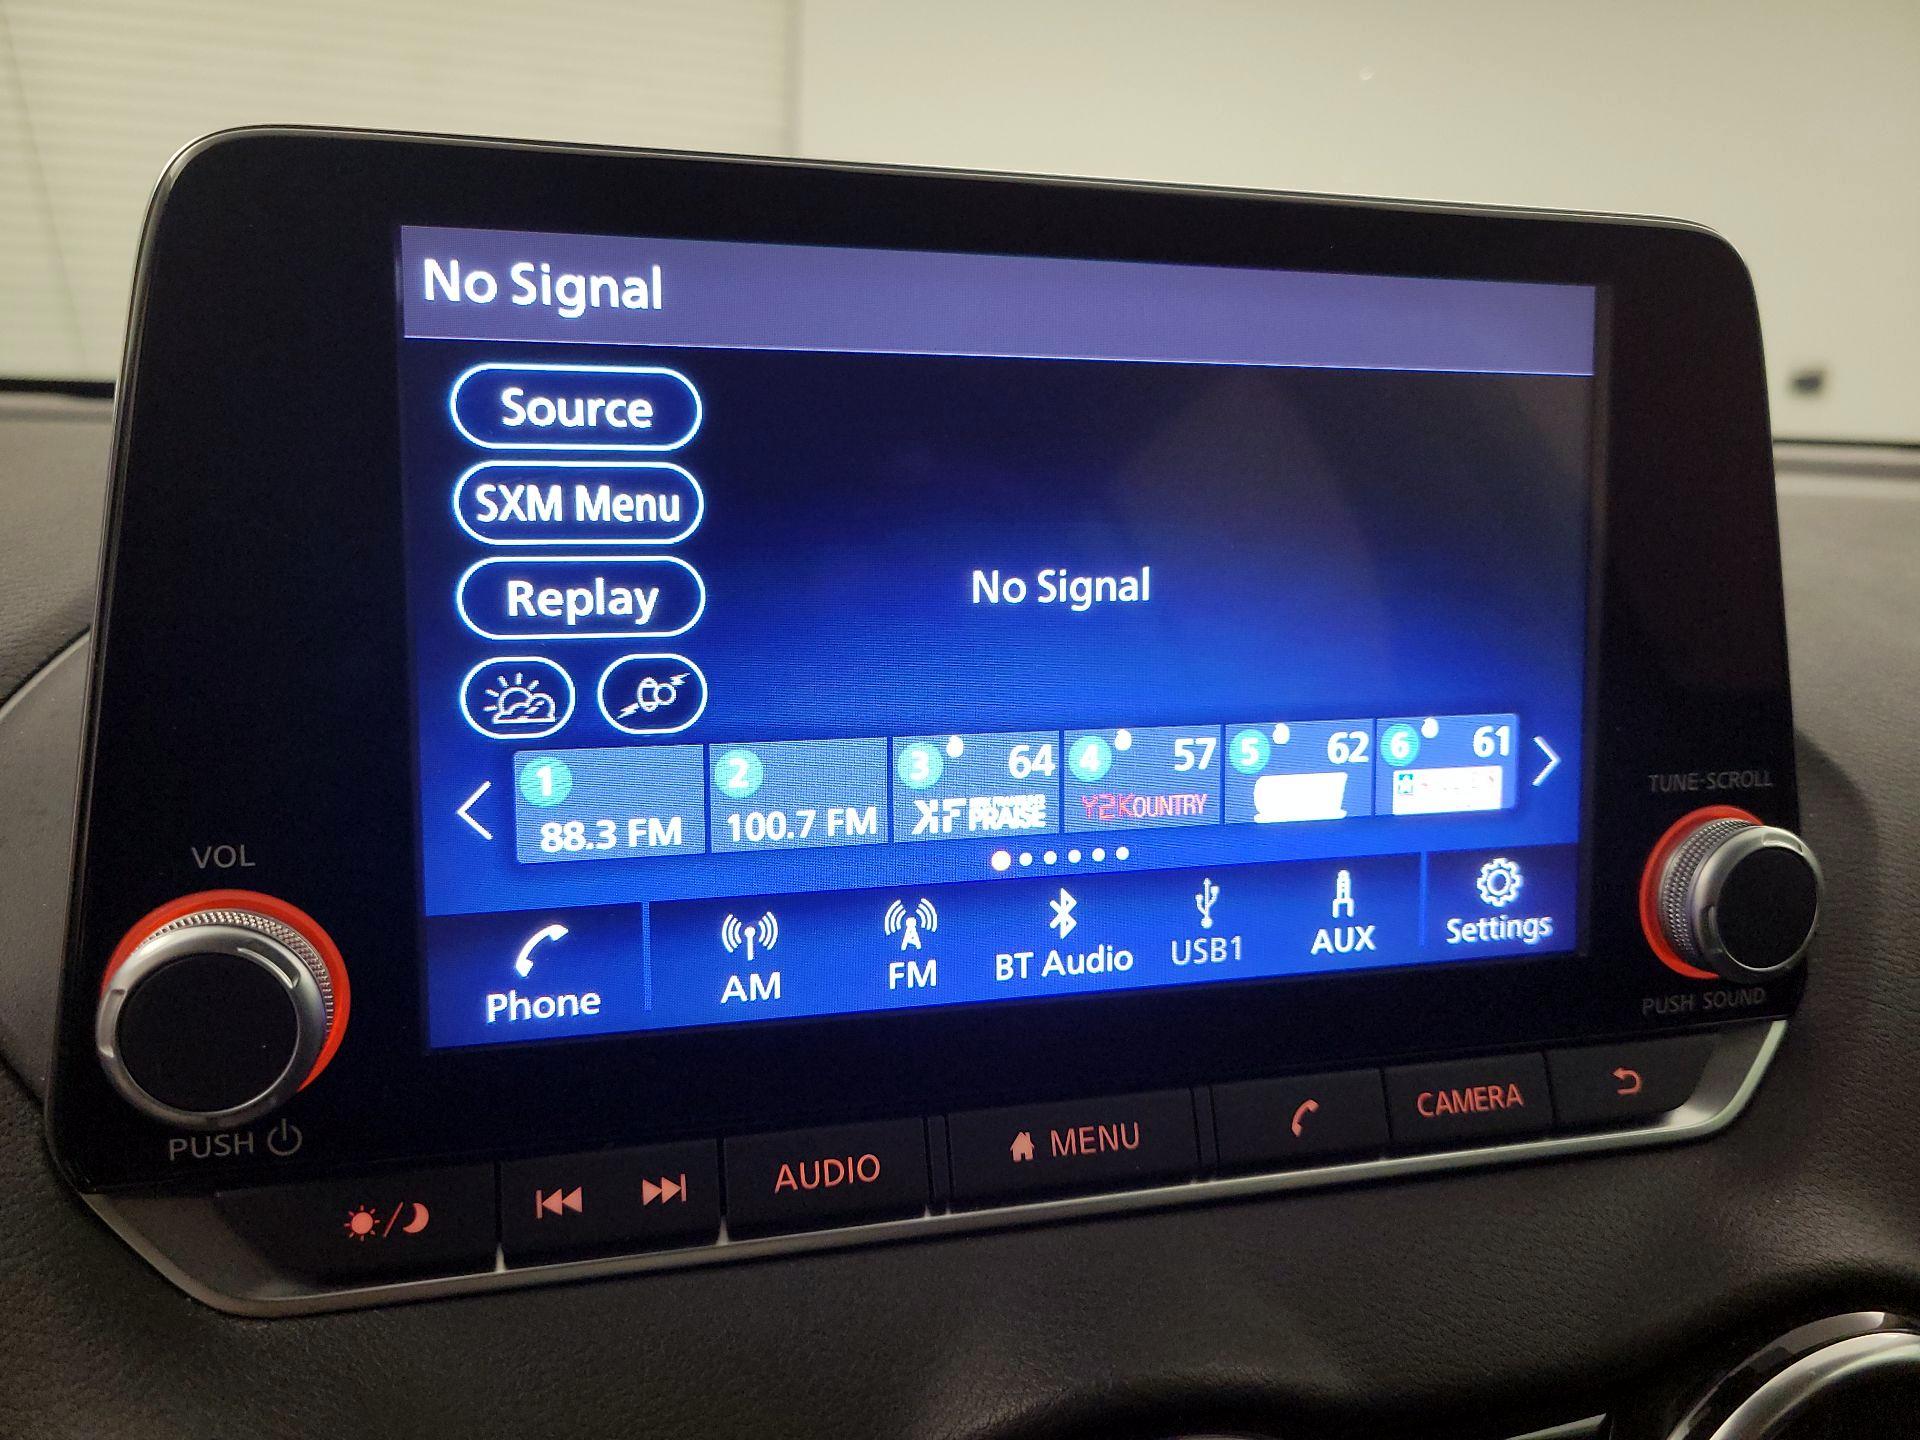 No Signal
Source
SXM Menu
Replay
No Signal
1
88.3 FM
2
100.7 FM
3 64
PRAISE
4 57
Y2KOUNTRY
5 62
6 61
Phone
AM
FM
BT Audio
USB1
AUX
Settings
VOL
PUSH
TUNE·SCROLL
PUSH SOUND
AUDIO
MENU
CAMERA